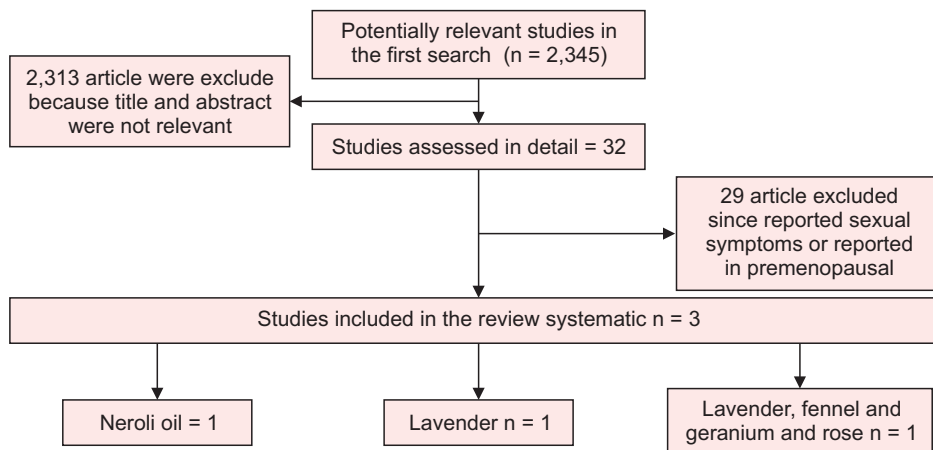 Potentially relevant studies in
the first search (n = 2,345)
2,313 article were exclude
because title and abstract
were not relevant
Studies assessed in detail = 32
29 article excluded
since reported sexual
symptoms or reported
in premenopausal
Studies included in the review systematic n = 3
Neroli oil = 1
Lavender n = 1
Lavender, fennel and
geranium and rose n = 1